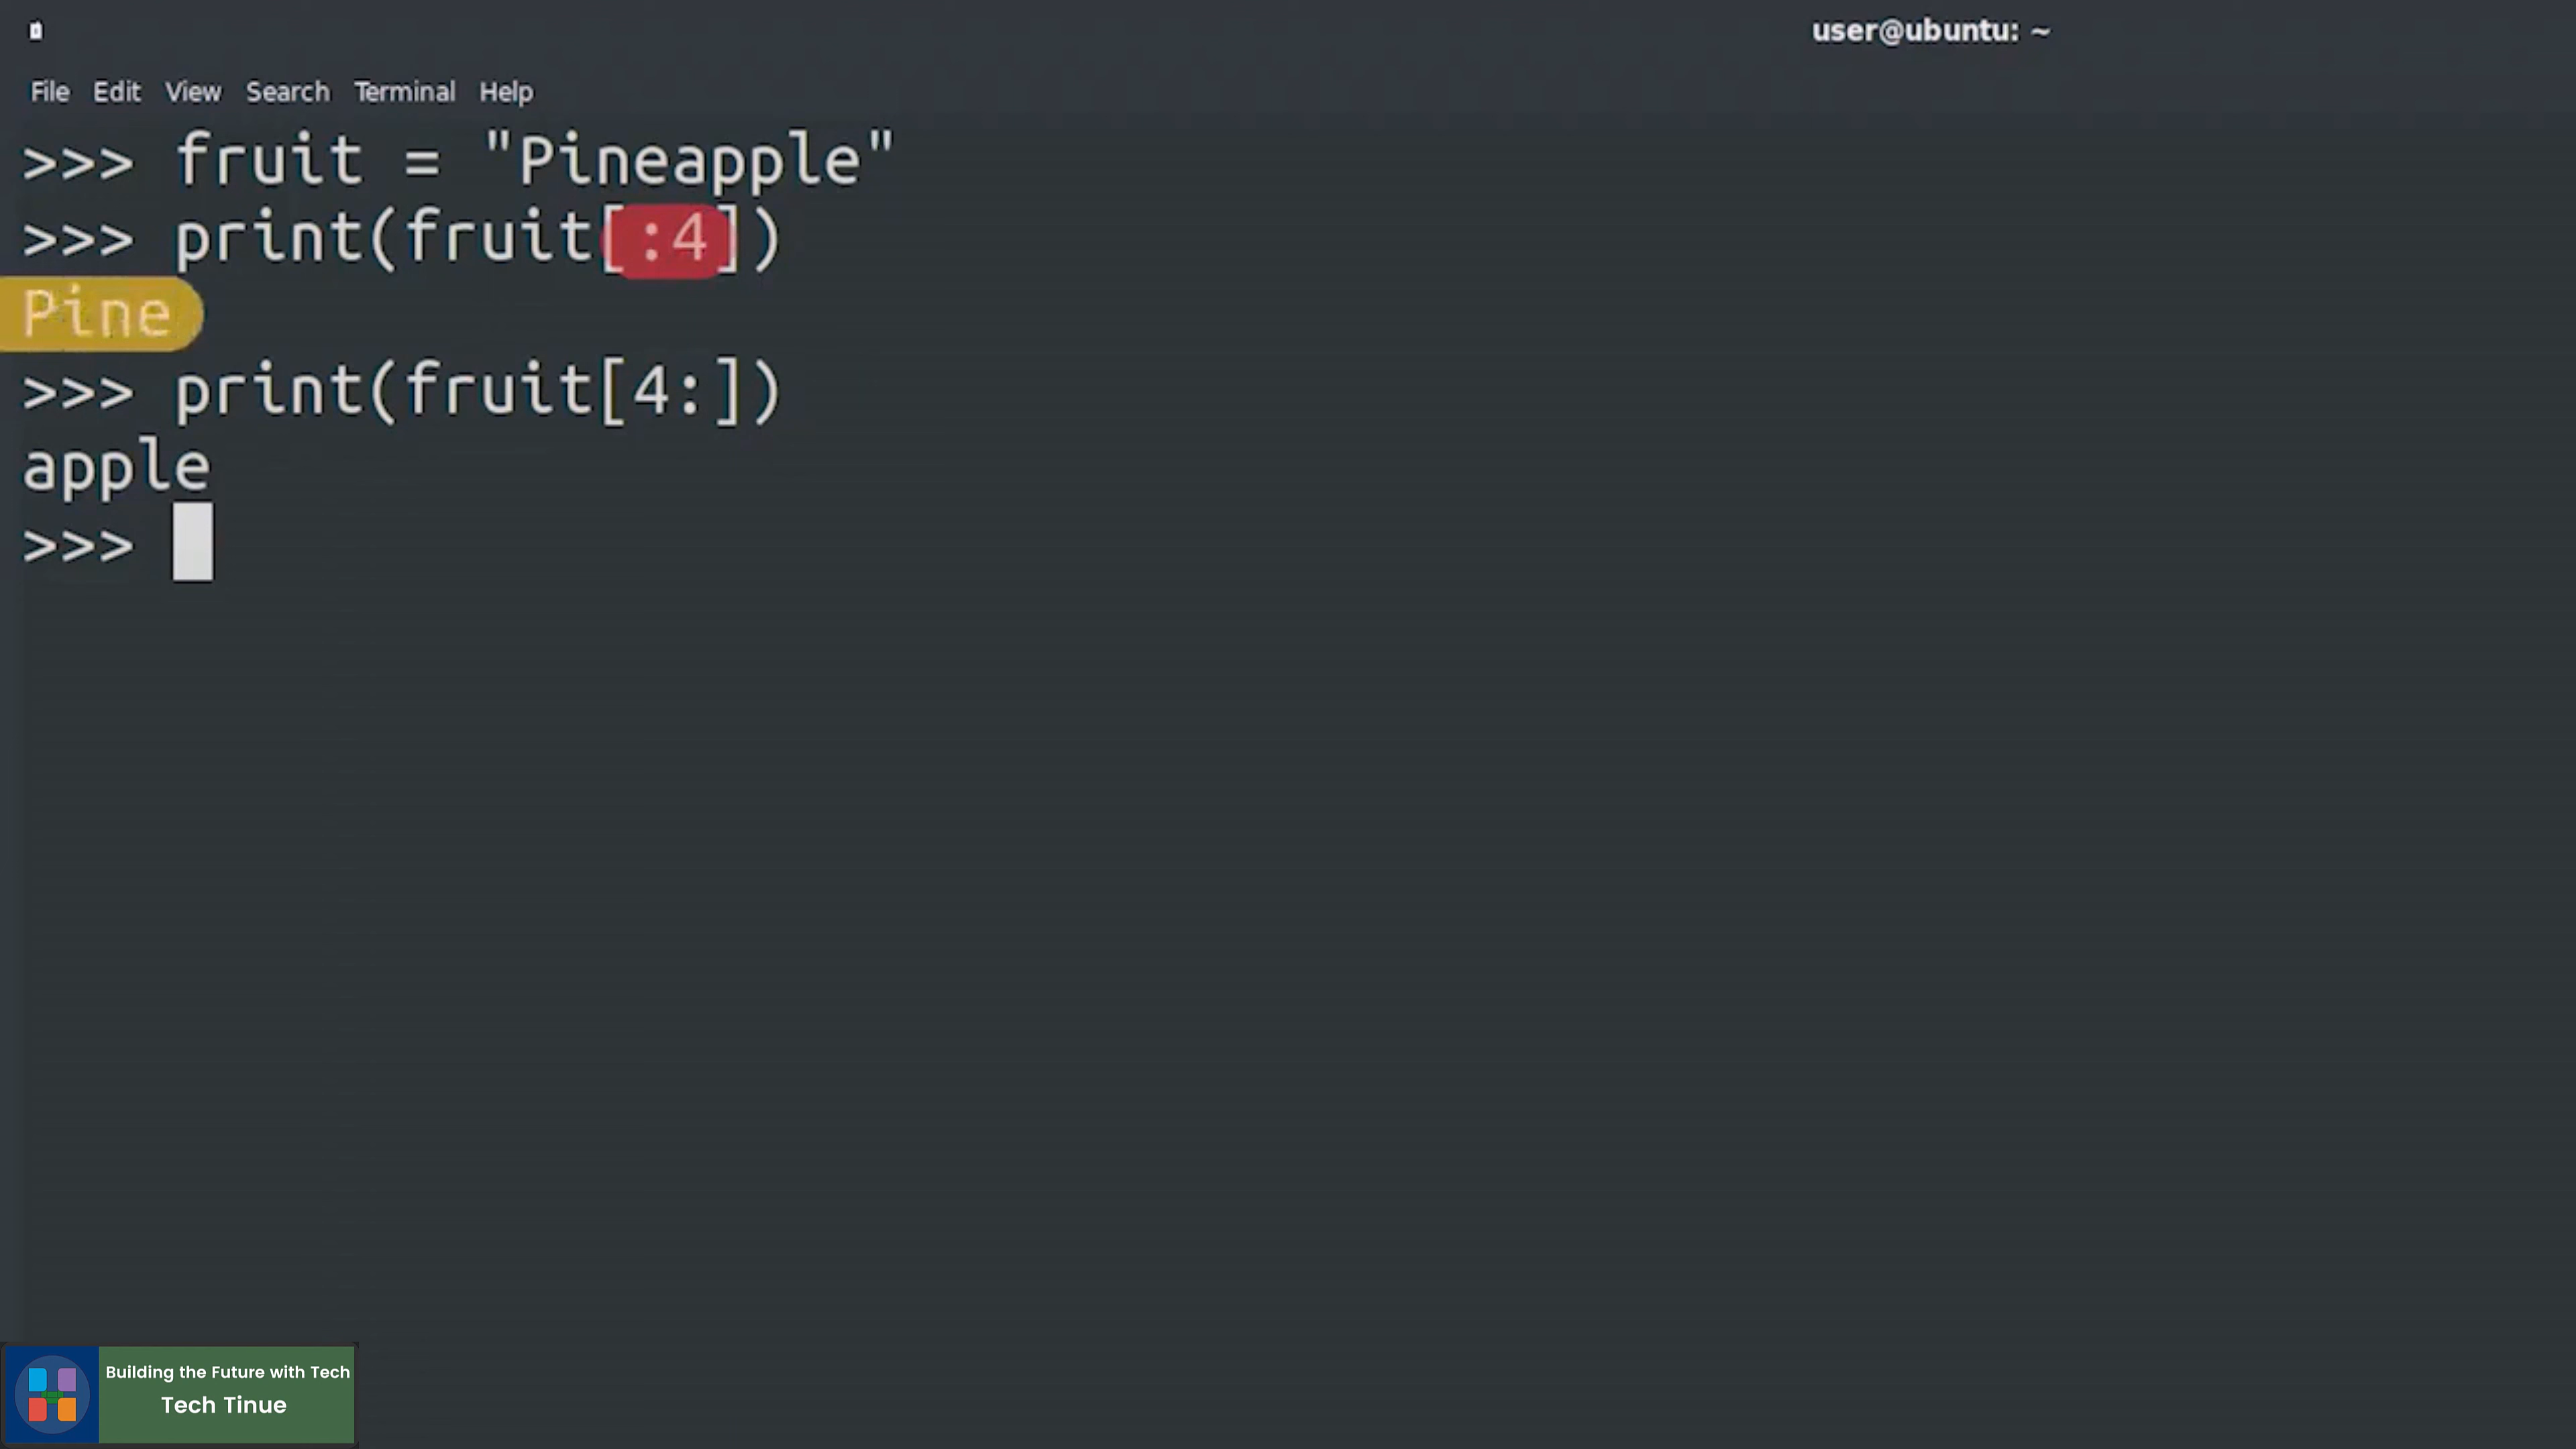 user@ubuntu: ~
File Edit View Search Terminal Help
>>> fruit = "Pineapple"
>>> print(fruit[:4])
Pine
>>> print(fruit[4:])
apple
>>>
Building the Future with Tech
Tech Tinue